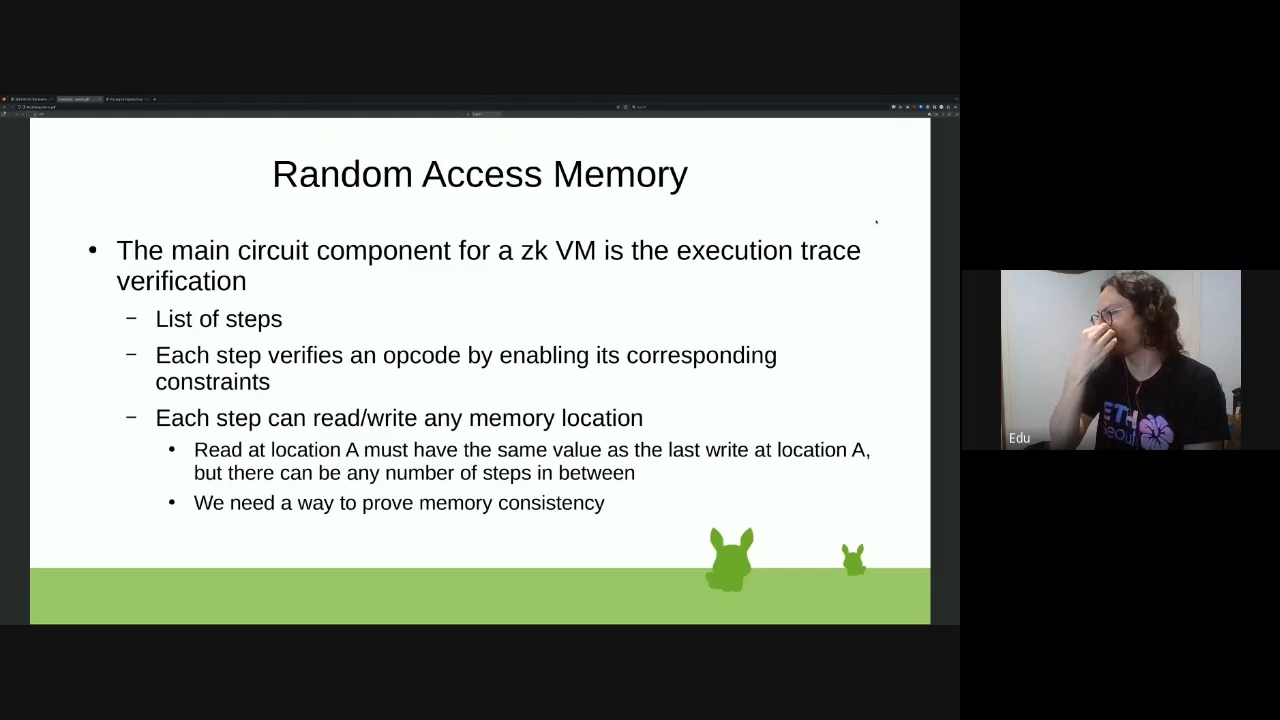 Random Access Memory
• The main circuit component for a zk VM is the execution trace
verification
– List of steps
– Each step verifies an opcode by enabling its corresponding
constraints
– Each step can read/write any memory location
• Read at location A must have the same value as the last write at location A,
but there can be any number of steps in between
• We need a way to prove memory consistency
ETH
Seoul
Edu